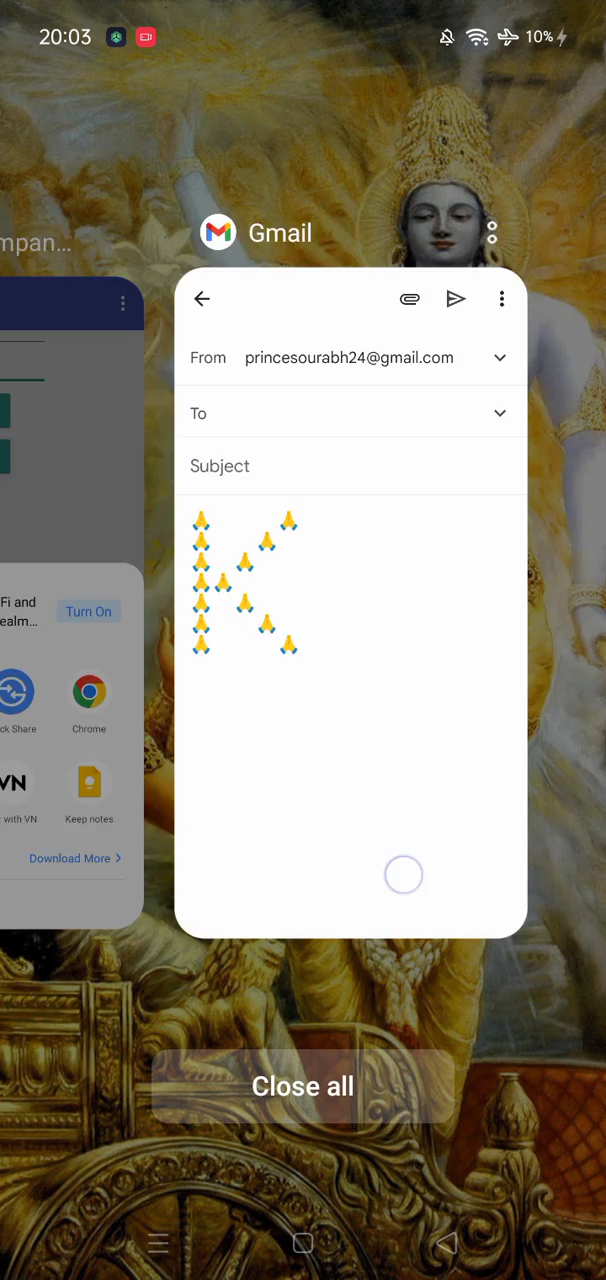 20:03
10%
mpan...
Gmail
From princesourabh24@gmail.com
To
Subject
🙏       🙏
🙏     🙏
🙏   🙏
🙏🙏
🙏   🙏
🙏     🙏
🙏       🙏
Fi and
ealm...
Turn On
ck Share
Chrome
VN
t with VN
Keep notes
Download More >
Close all